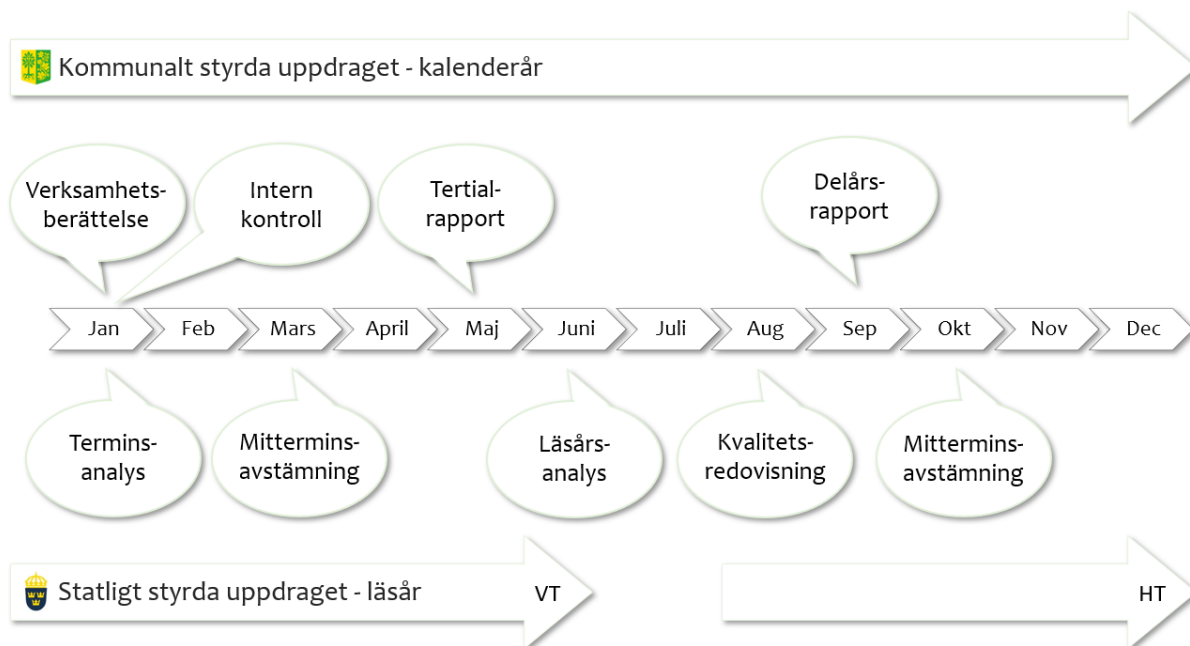 Kommunalt styrda uppdraget - kalenderår
Verksamhets-
berättelse
Intern
kontroll
Tertial-
rapport
Delårs-
rapport
Jan
Feb
Mars
April
Maj
Juni
Juli
Aug
Sep
Okt
Nov
Dec
Termins-
analys
Mittermins-
avstämning
Läsårs-
analys
Kvalitets-
redovisning
Mittermins-
avstämning
Statligt styrda uppdraget - läsår
VT
HT